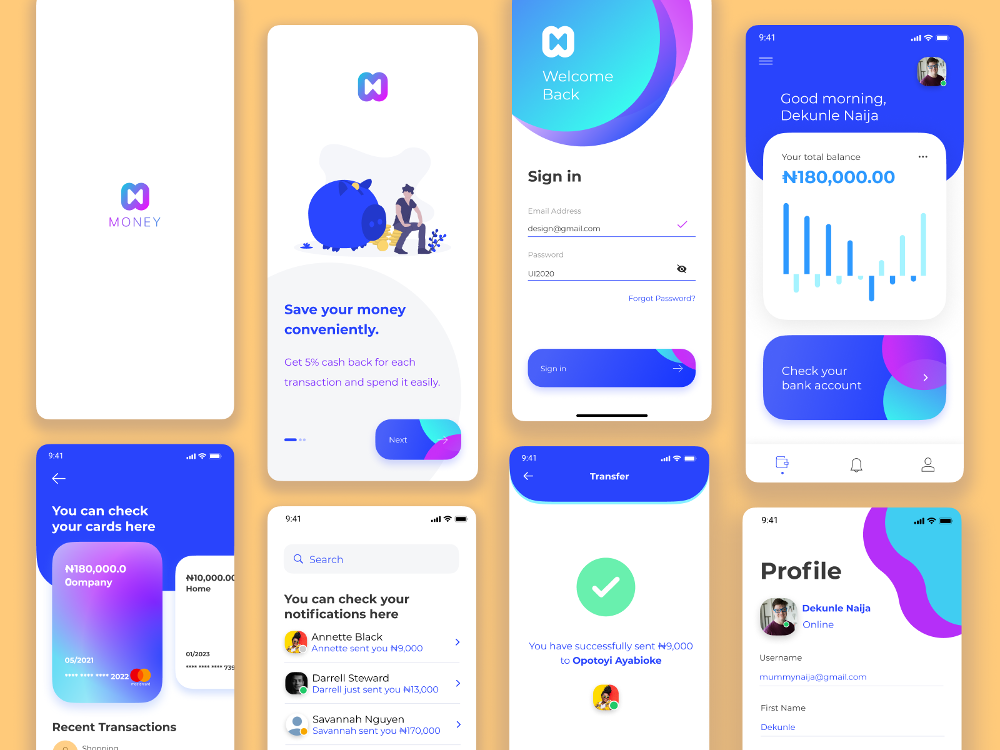 MONEY
Save your money
conveniently.
Get 5% cash back for each
transaction and spend it easily.
Next
Welcome
Back
Sign in
Email Address
design@gmail.com
Password
UI2020
Forgot Password?
Sign in
9:41
Good morning,
Dekunle Naija
Your total balance
₦180,000.00
Check your
bank account
9:41
You can check
your cards here
₦180,000.0
0ompany
05/2021
**** **** **** 2022
₦10,000.00
Home
01/2023
**** **** **** 739
Recent Transactions
Shopping
9:41
Search
You can check your
notifications here
Annette Black
Annette sent you ₦9,000
Darrell Steward
Darrell just sent you ₦13,000
Savannah Nguyen
Savannah sent you ₦170,000
9:41
Transfer
You have successfully sent ₦9,000
to Opotoyi Ayabioke
9:41
Profile
Dekunle Naija
Online
Username
mummynaija@gmail.com
First Name
Dekunle